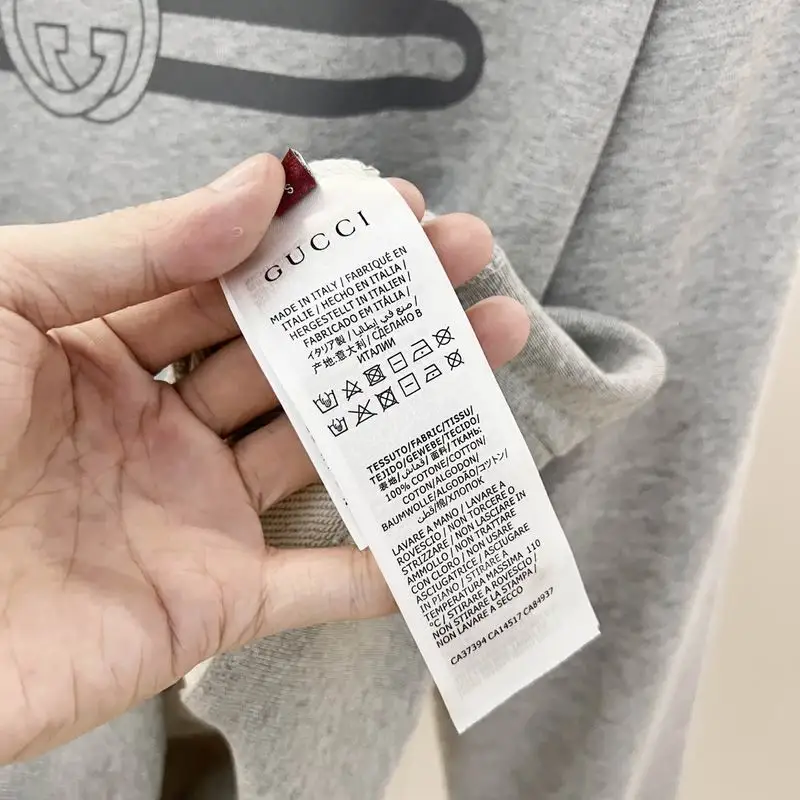 S
GUCCI
MADE IN ITALY / FABRIQUÉ EN
ITALIE / HECHO EN ITALIA /
HERGESTELLT IN ITALIEN /
FABRICADO EM ITÁLIA /
イタリア製 / صنع في إيطاليا /
产地:意大利 / СДЕЛАНО В
ИТАЛИИ
TESSUTO/FABRIC/TISSU/
TEJIDO/GEWEBE/TECIDO/
表地/قماش/面料/ТКАНЬ:
100% COTONE/COTTON/
COTON/ALGODON/
BAUMWOLLE/ALGODÃO/コットン/
قطن/棉/ХЛОПОК
LAVARE A MANO / LAVARE A
ROVESCIO / NON TORCERE O
STRIZZARE / NON LASCIARE IN
AMMOLLO / NON TRATTARE
CON CLORO / NON USARE
ASCIUGATRICE / ASCIUGARE
IN PIANO / STIRARE A
TEMPERATURA MASSIMA 110
ºC / STIRARE A ROVESCIO /
NON STIRARE LA STAMPA /
NON LAVARE A SECCO
CA37394 CA14517 CA84937